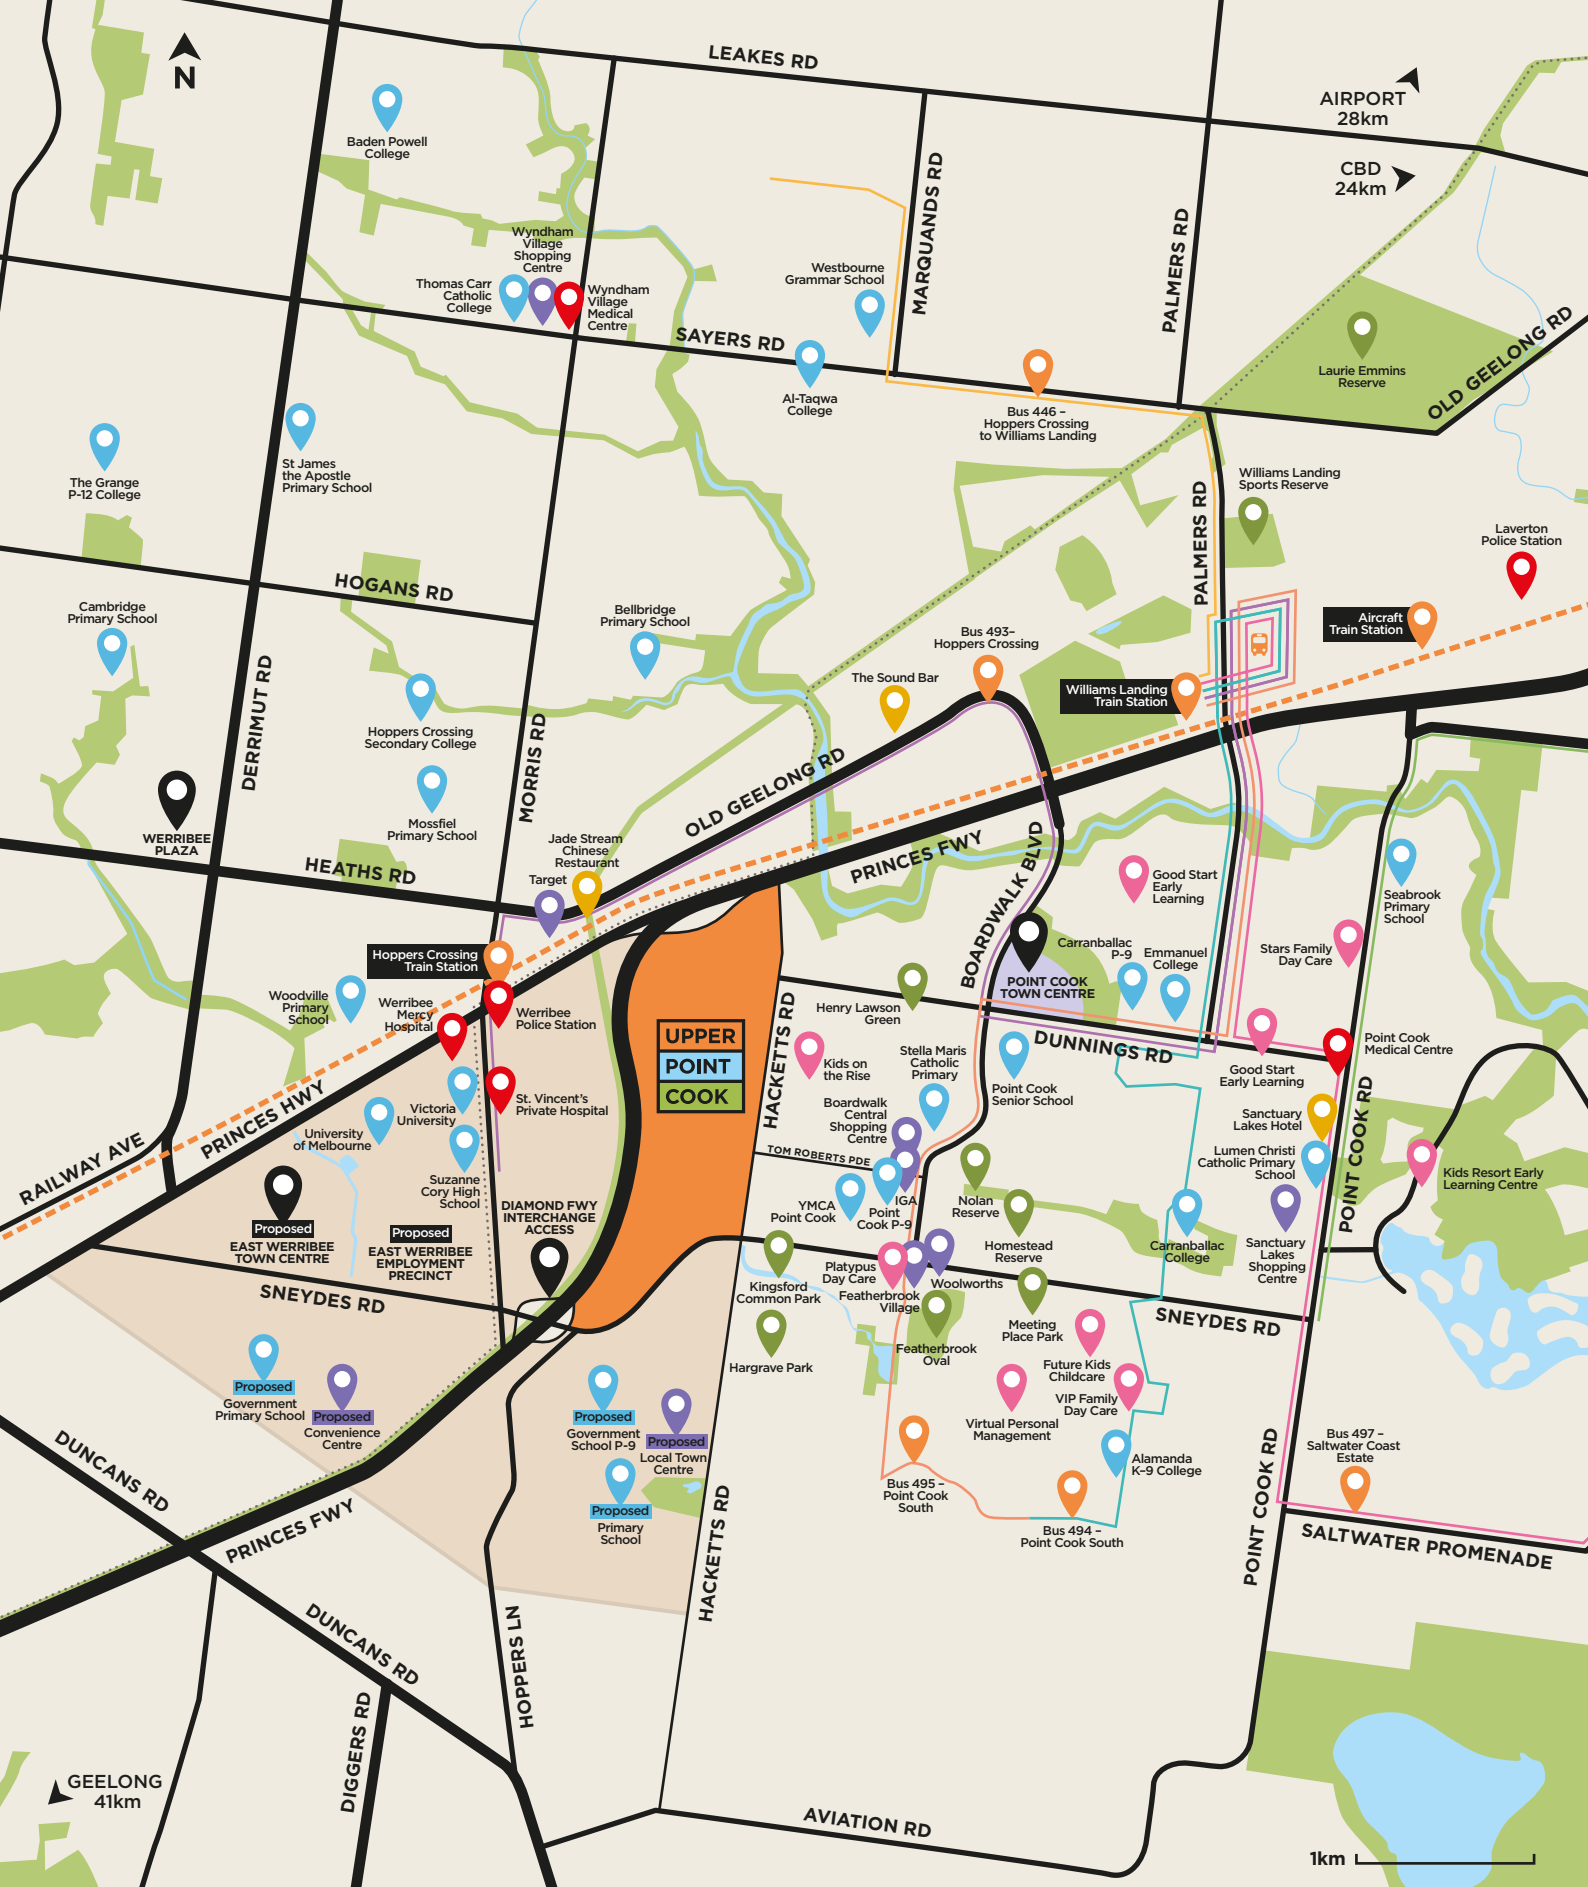 N
LEAKES RD
AIRPORT
28km
CBD
24km
Baden Powell
College
MARQUANDS RD
PALMERS RD
Wyndham
Village
Shopping
Centre
Thomas Carr
Catholic
College
Wyndham
Village
Medical
Centre
Westbourne
Grammar School
SAYERS RD
Al-Taqwa
College
Bus 446 –
Hoppers Crossing
to Williams Landing
Laurie Emmins
Reserve
OLD GEELONG RD
The Grange
P-12 College
St James
the Apostle
Primary School
Williams Landing
Sports Reserve
PALMERS RD
Laverton
Police Station
HOGANS RD
Cambridge
Primary School
Bellbridge
Primary School
Bus 493–
Hoppers Crossing
Aircraft
Train Station
The Sound Bar
Williams Landing
Train Station
DERRIMUT RD
Hoppers Crossing
Secondary College
MORRIS RD
OLD GEELONG RD
Mossfiel
Primary School
WERRIBEE
PLAZA
HEATHS RD
Jade Stream
Chinese
Restaurant
Target
PRINCES FWY
BOARDWALK BLVD
Good Start
Early
Learning
Seabrook
Primary
School
Hoppers Crossing
Train Station
Carranballac
P-9
Emmanuel
College
Stars Family
Day Care
POINT COOK
TOWN CENTRE
Woodville
Primary
School
Werribee
Mercy
Hospital
Werribee
Police Station
Henry Lawson
Green
HACKETTS RD
UPPER
POINT
COOK
DUNNINGS RD
Point Cook
Medical Centre
Kids on
the Rise
Stella Maris
Catholic
Primary
Point Cook
Senior School
Good Start
Early Learning
St. Vincent's
Private Hospital
Victoria
University
University
of Melbourne
Boardwalk
Central
Shopping
Centre
Sanctuary
Lakes Hotel
POINT COOK RD
PRINCES HWY
RAILWAY AVE
Suzanne
Cory High
School
TOM ROBERTS PDE
Lumen Christi
Catholic Primary
School
Kids Resort Early
Learning Centre
YMCA
Point Cook
IGA
Point
Cook P-9
Nolan
Reserve
DIAMOND FWY
INTERCHANGE
ACCESS
Proposed
EAST WERRIBEE
TOWN CENTRE
Proposed
EAST WERRIBEE
EMPLOYMENT
PRECINCT
Homestead
Reserve
Carranballac
College
Sanctuary
Lakes
Shopping
Centre
Platypus
Day Care
Woolworths
Kingsford
Common Park
Featherbrook
Village
SNEYDES RD
SNEYDES RD
Meeting
Place Park
Hargrave Park
Featherbrook
Oval
Future Kids
Childcare
Proposed
Government
Primary School
Proposed
Convenience
Centre
Proposed
Government
School P-9
Proposed
Local Town
Centre
VIP Family
Day Care
Virtual Personal
Management
Alamanda
K–9 College
Bus 497 –
Saltwater Coast
Estate
DUNCANS RD
Bus 495 –
Point Cook
South
Proposed
Primary
School
Bus 494 –
Point Cook South
PRINCES FWY
HACKETTS RD
POINT COOK RD
SALTWATER PROMENADE
DUNCANS RD
HOPPERS LN
DIGGERS RD
GEELONG
41km
AVIATION RD
1km